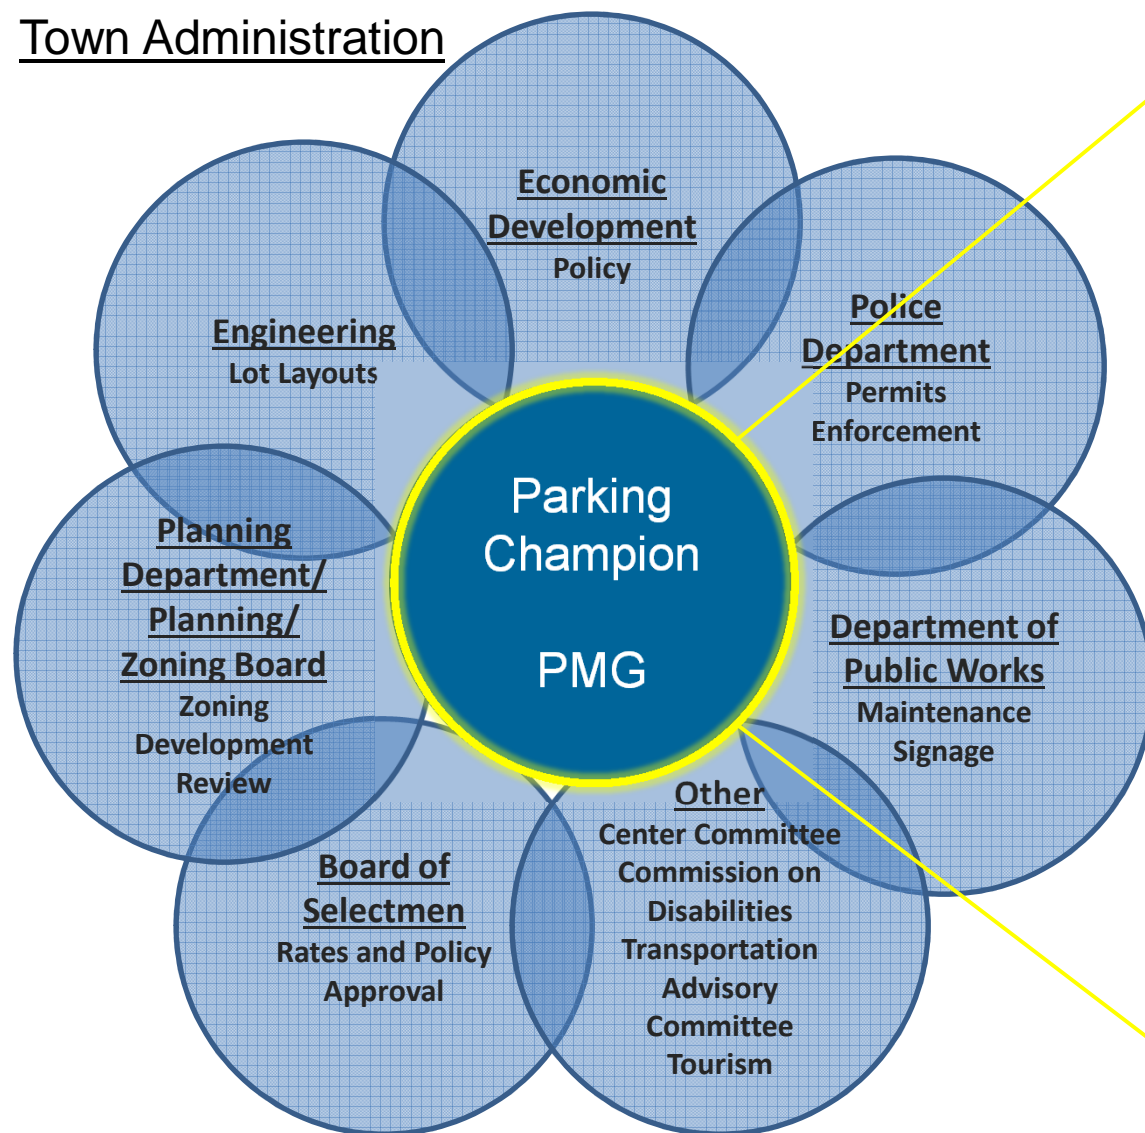 Town Administration
Economic
Development
Policy
Police
Department
Permits
Enforcement
Engineering
Lot Layouts
Parking
Champion
PMG
Planning
Department/
Planning/
Zoning Board
Zoning
Development
Review
Department of
Public Works
Maintenance
Signage
Board of
Selectmen
Rates and Policy
Approval
Other
Center Committee
Commission on
Disabilities
Transportation
Advisory
Committee
Tourism